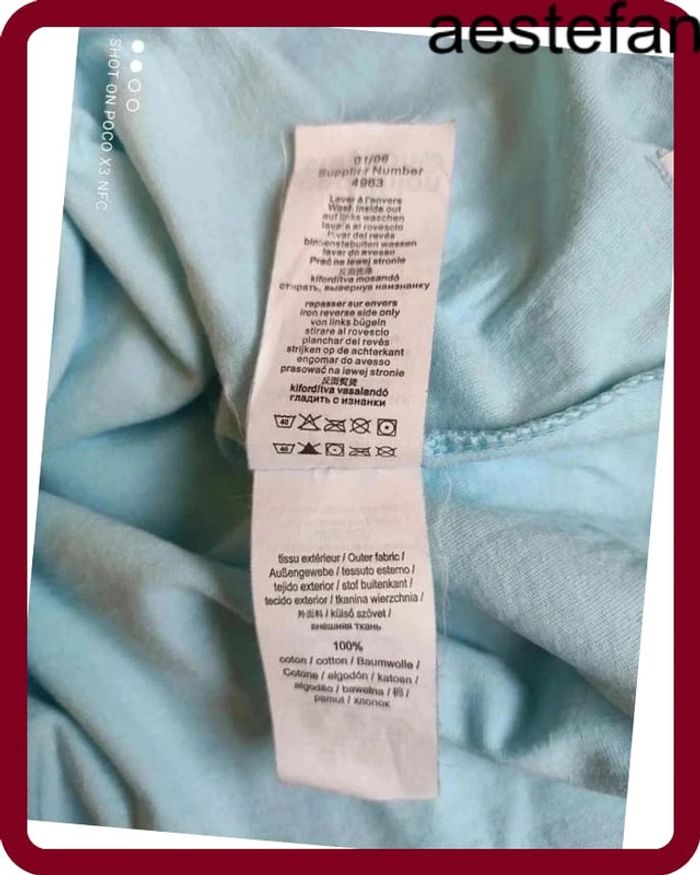 aestefan
SHOT ON POCO X3 NFC
01/06
Supplier Number
4963
Laver à l'envers
Wash inside out
auf links waschen
lavare al rovescio
lavar del revés
binnenstebuiten wassen
lavar do avesso
Prać na lewej stronie
反面洗涤
kifordítva mosandó
стирать, вывернув наизнанку
repasser sur envers
iron reverse side only
von links bügeln
stirare al rovescio
planchar del revés
strijken op de achterkant
engomar do avesso
prasować na lewej stronie
反面熨烫
kifordítva vasalandó
гладить с изнанки
40
40
tissu extérieur / Outer fabric /
Außengewebe / tessuto esterno /
tejido exterior / stof buitenkant /
tecido exterior / tkanina wierzchnia /
外面料 / külső szövet /
внешняя ткань
100%
coton / cotton / Baumwolle /
Cotone / algodón / katoen /
algodão / bawełna / 棉 /
pamut / хлопок